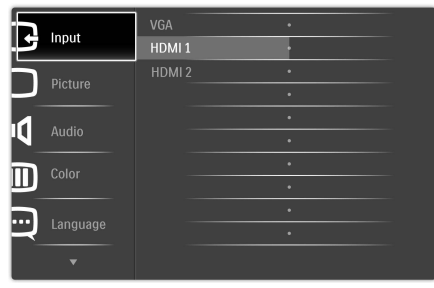 Input
Picture
Audio
Color
Language
VGA
HDMI 1
HDMI 2